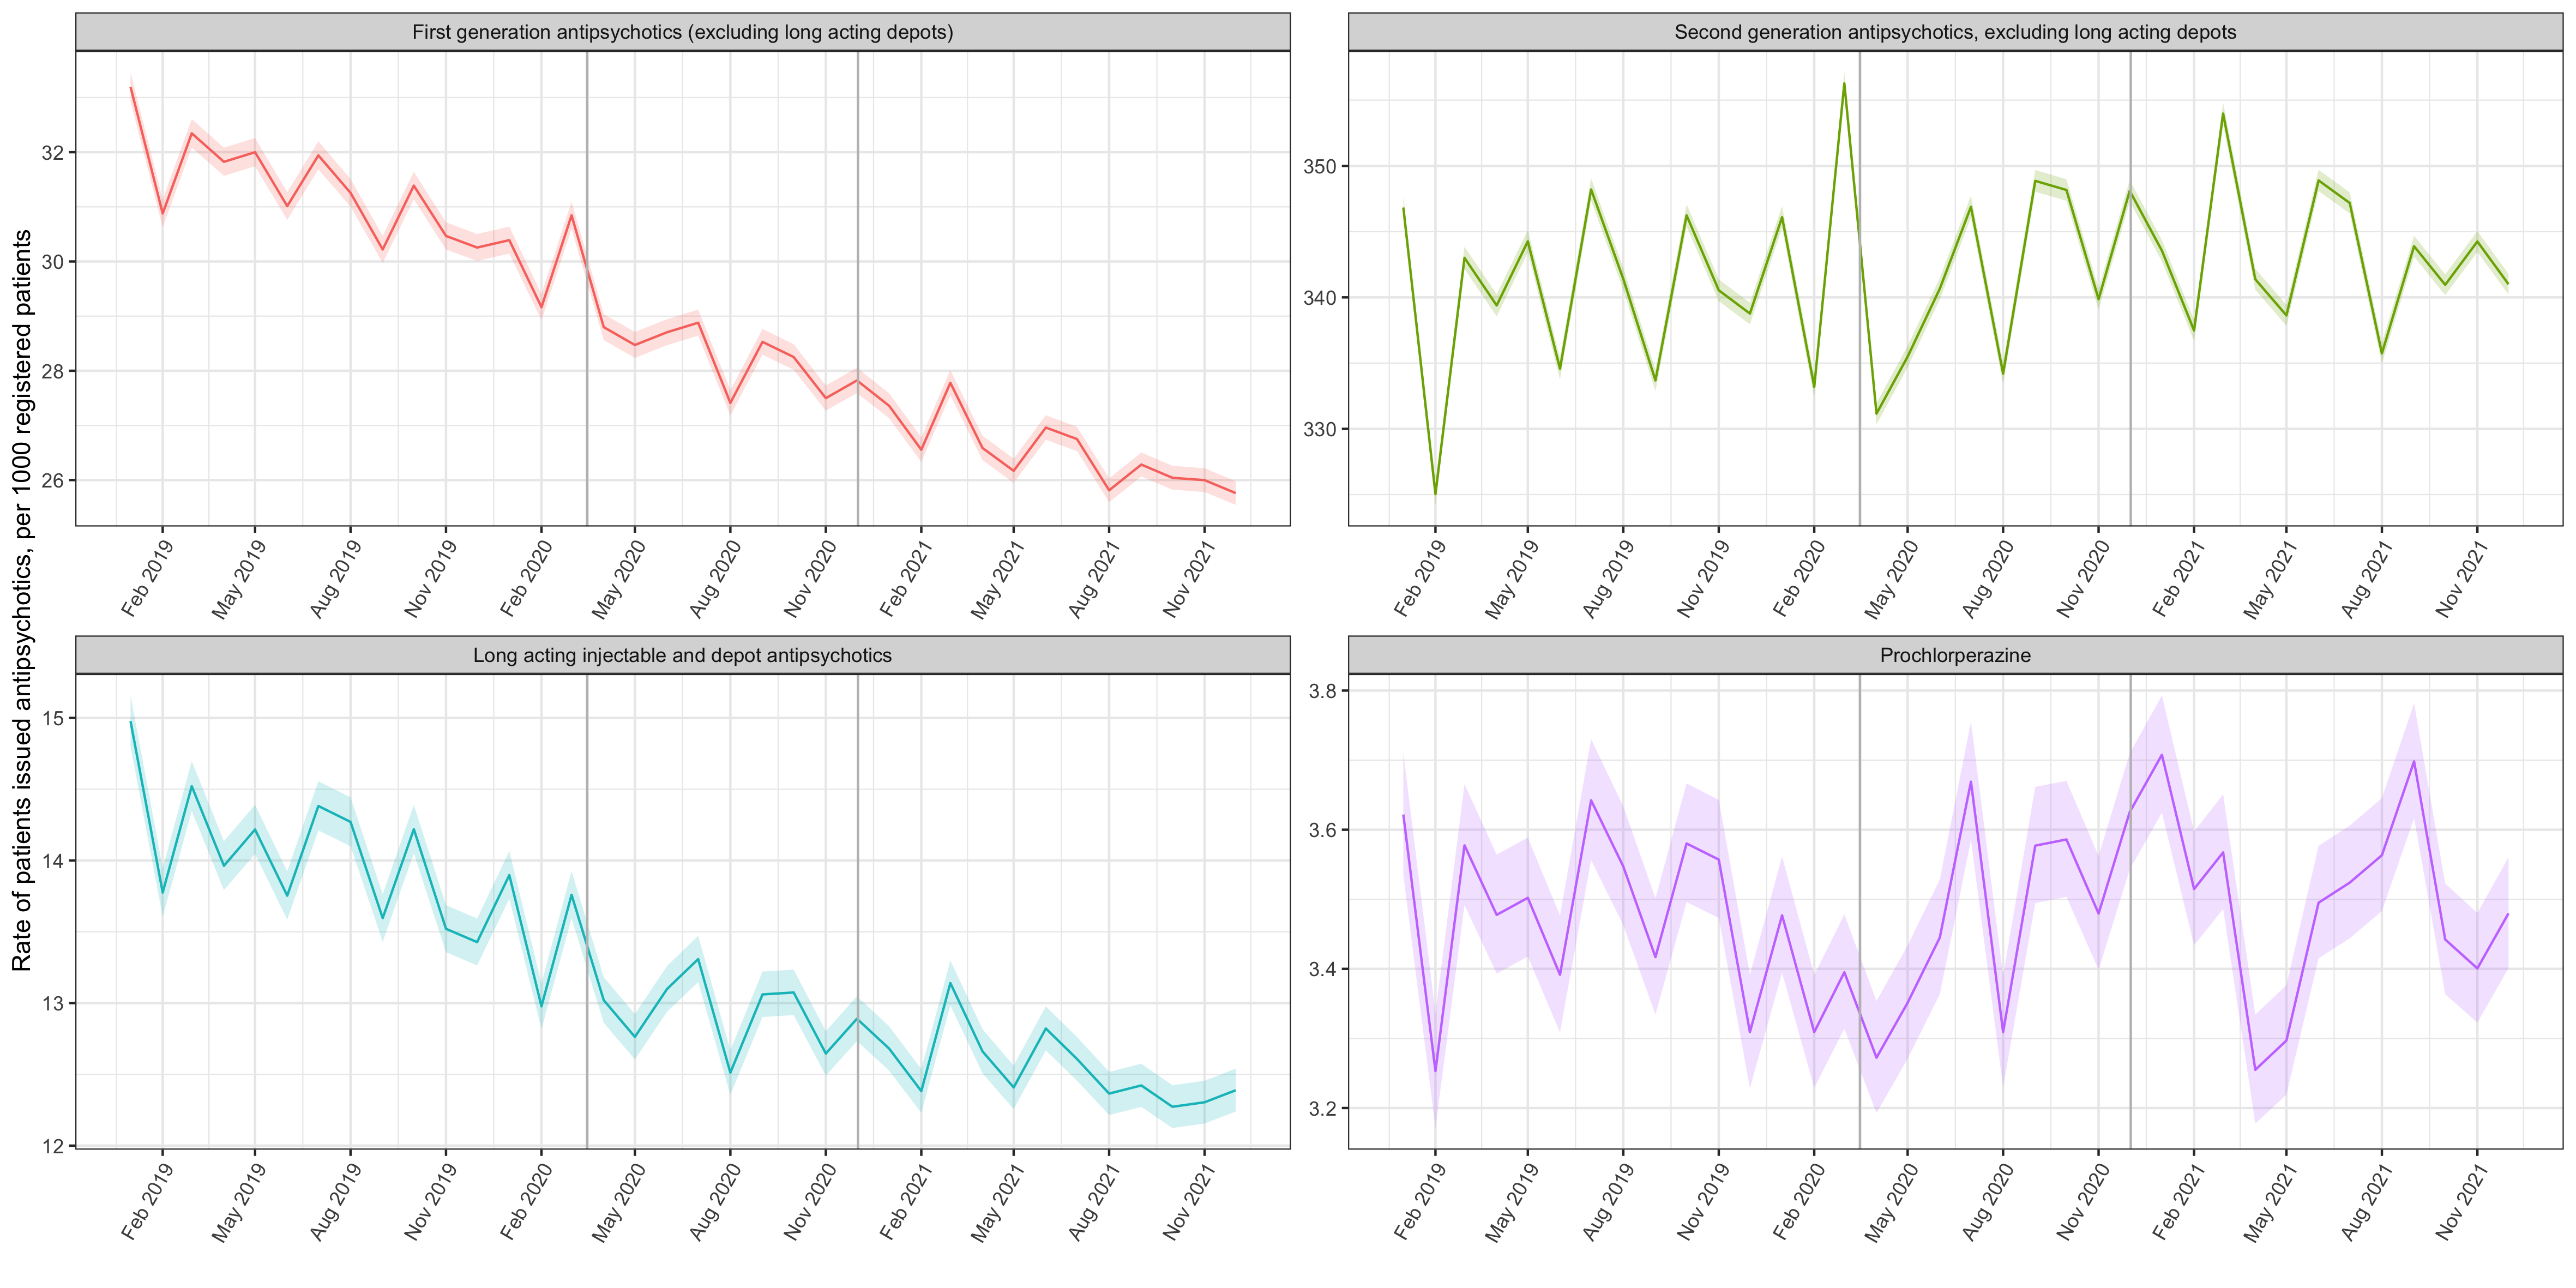 Rate of patients issued antipsychotics, per 1000 registered patients
First generation antipsychotics (excluding long acting depots)
32
30
28
26
Feb 2019
May 2019
Aug 2019
Nov 2019
Feb 2020
May 2020
Aug 2020
Nov 2020
Feb 2021
May 2021
Aug 2021
Nov 2021
Second generation antipsychotics, excluding long acting depots
350
340
330
Feb 2019
May 2019
Aug 2019
Nov 2019
Feb 2020
May 2020
Aug 2020
Nov 2020
Feb 2021
May 2021
Aug 2021
Nov 2021
Long acting injectable and depot antipsychotics
15
14
13
12
Feb 2019
May 2019
Aug 2019
Nov 2019
Feb 2020
May 2020
Aug 2020
Nov 2020
Feb 2021
May 2021
Aug 2021
Nov 2021
Prochlorperazine
3.8
3.6
3.4
3.2
Feb 2019
May 2019
Aug 2019
Nov 2019
Feb 2020
May 2020
Aug 2020
Nov 2020
Feb 2021
May 2021
Aug 2021
Nov 2021